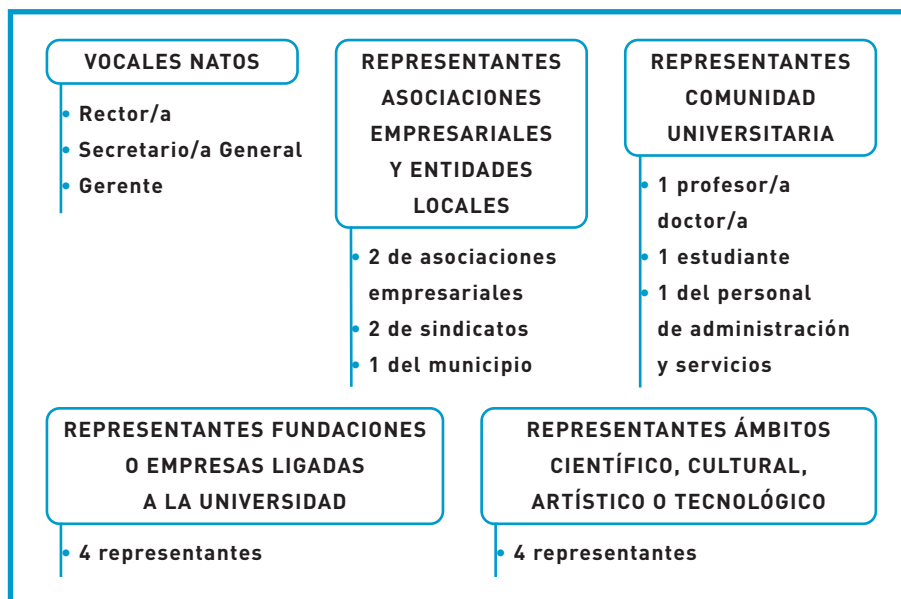 VOCALES NATOS
• Rector/a
• Secretario/a General
• Gerente
REPRESENTANTES
ASOCIACIONES
EMPRESARIALES
Y ENTIDADES
LOCALES
• 2 de asociaciones
empresariales
• 2 de sindicatos
• 1 del municipio
REPRESENTANTES
COMUNIDAD
UNIVERSITARIA
• 1 profesor/a
doctor/a
• 1 estudiante
• 1 del personal
de administración
y servicios
REPRESENTANTES FUNDACIONES
O EMPRESAS LIGADAS
A LA UNIVERSIDAD
• 4 representantes
REPRESENTANTES ÁMBITOS
CIENTÍFICO, CULTURAL,
ARTÍSTICO O TECNOLÓGICO
• 4 representantes